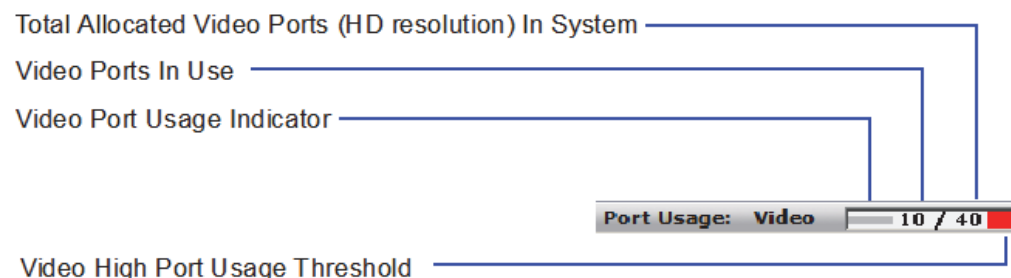 Total Allocated Video Ports (HD resolution) In System
Video Ports In Use
Video Port Usage Indicator
Port Usage: Video 10 / 40
Video High Port Usage Threshold